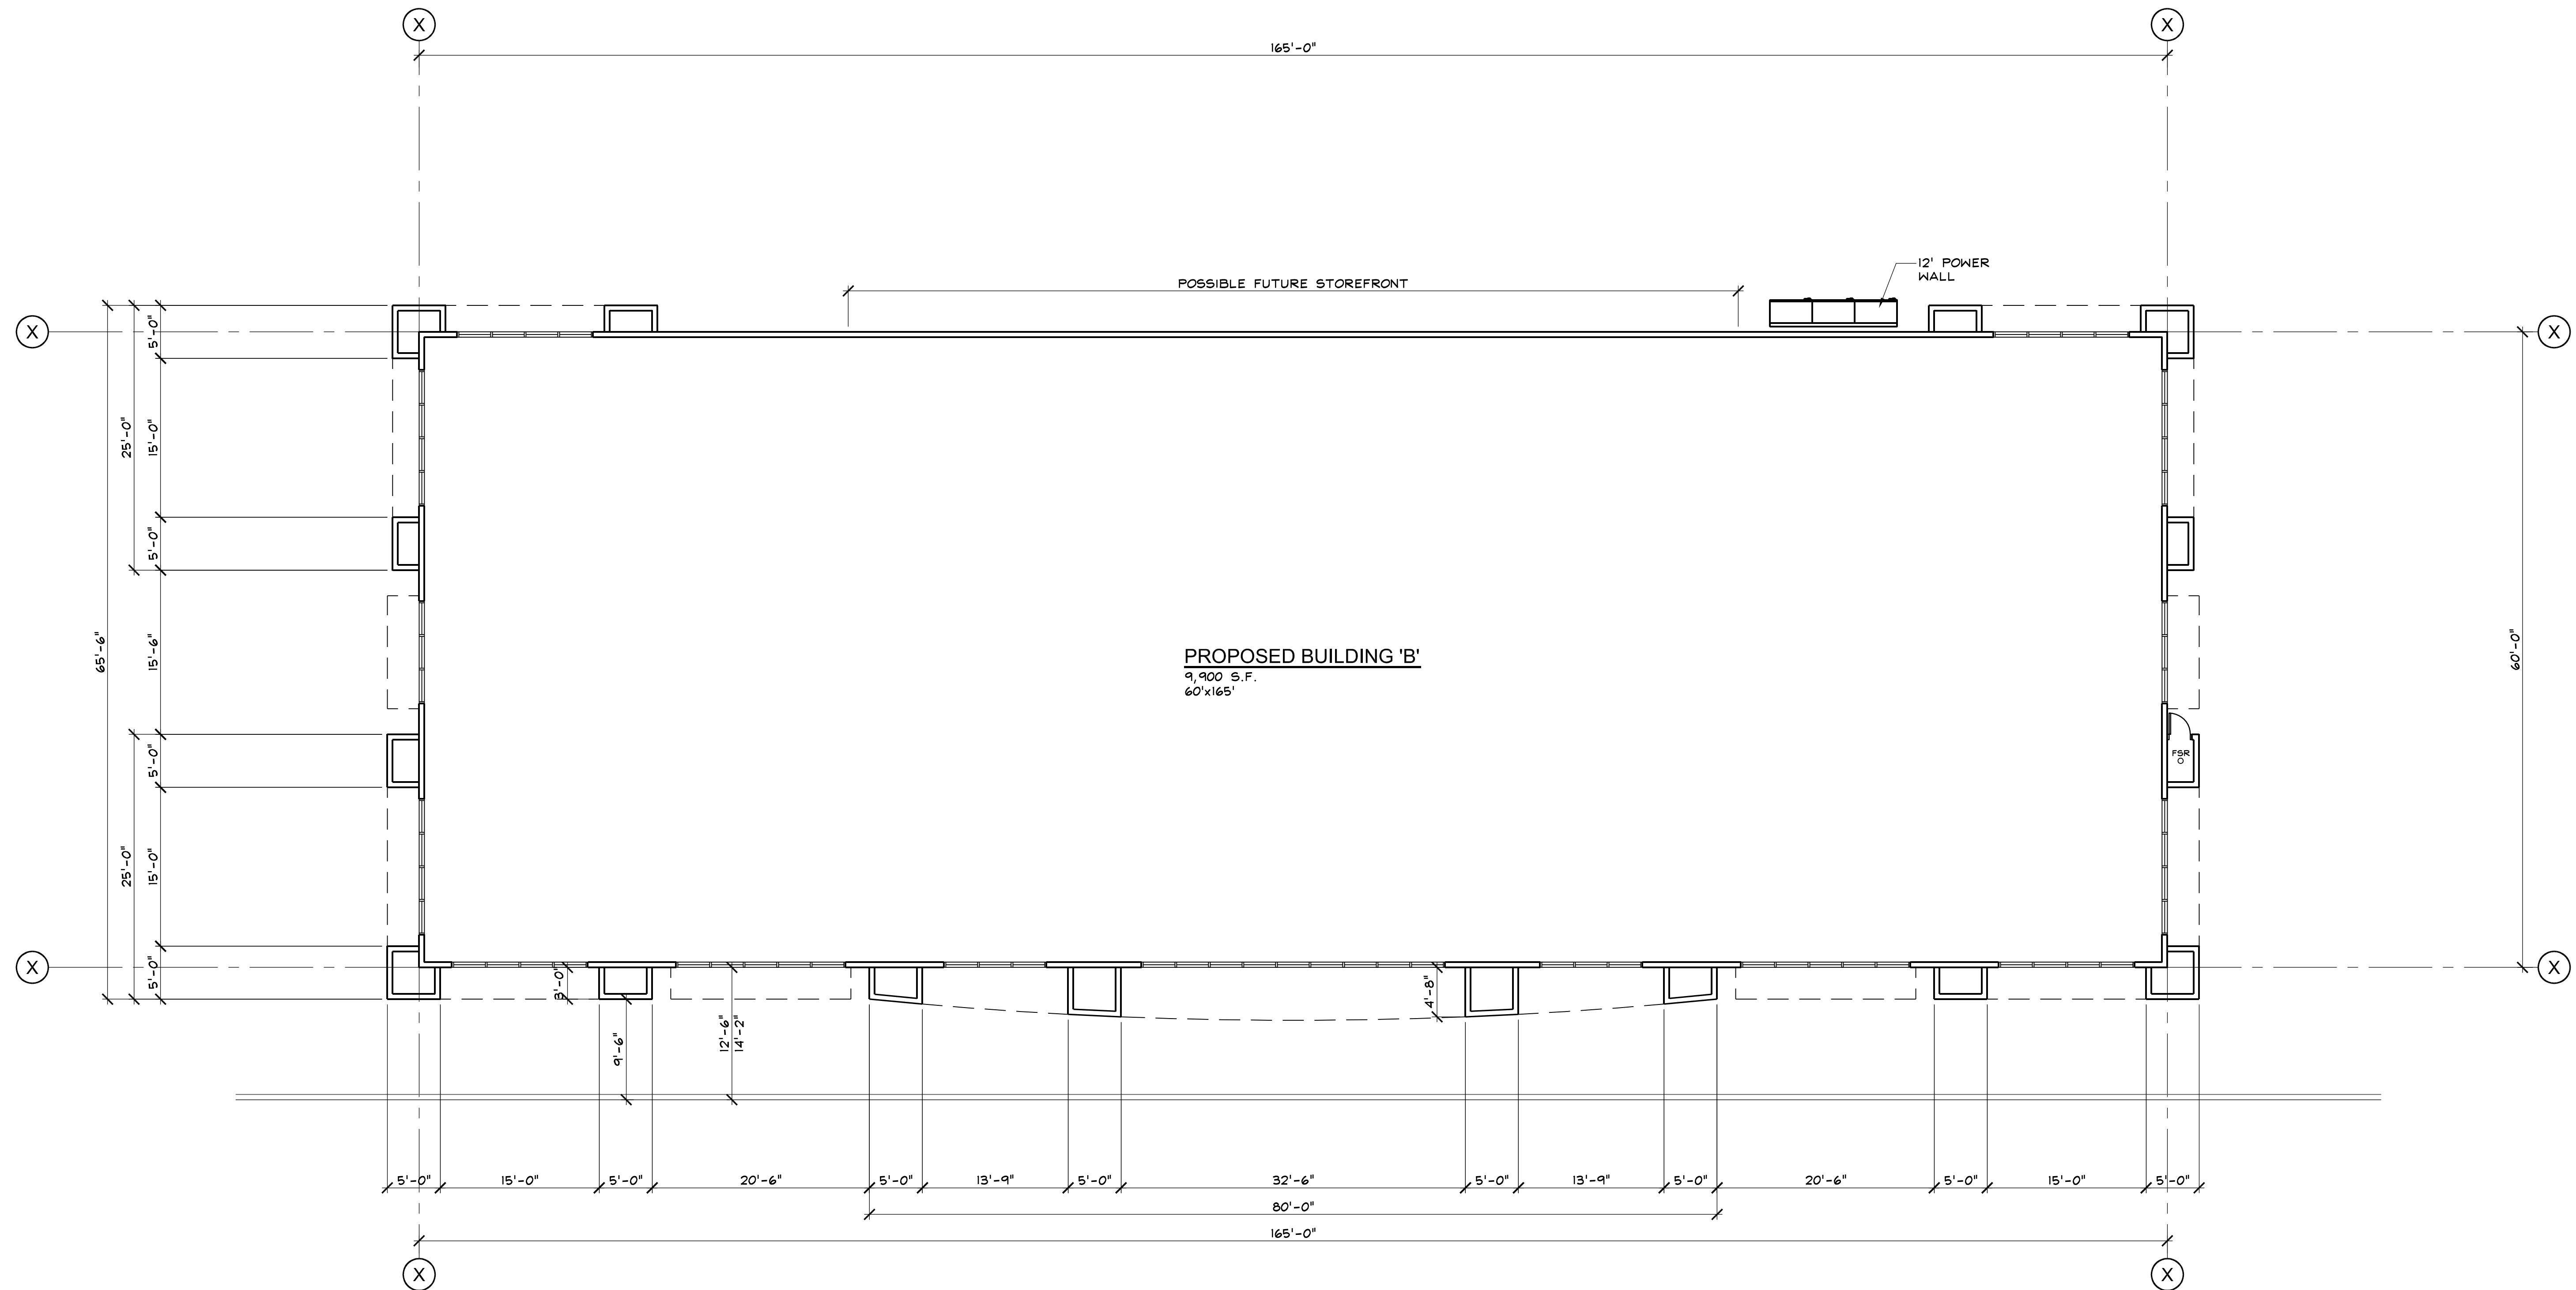 X
X
165'-0"
12' POWER
WALL
POSSIBLE FUTURE STOREFRONT
X
X
5'-0"
15'-0"
25'-0"
5'-0"
65'-6"
15'-6"
60'-0"
PROPOSED BUILDING 'B'
9,900 S.F.
60'x165'
5'-0"
FSR
25'-0"
15'-0"
5'-0"
X
X
3'-0"
4'-8"
9'-6"
12'-6"
14'-2"
5'-0"
15'-0"
5'-0"
20'-6"
5'-0"
13'-9"
5'-0"
32'-6"
5'-0"
13'-9"
5'-0"
20'-6"
5'-0"
15'-0"
5'-0"
80'-0"
165'-0"
X
X